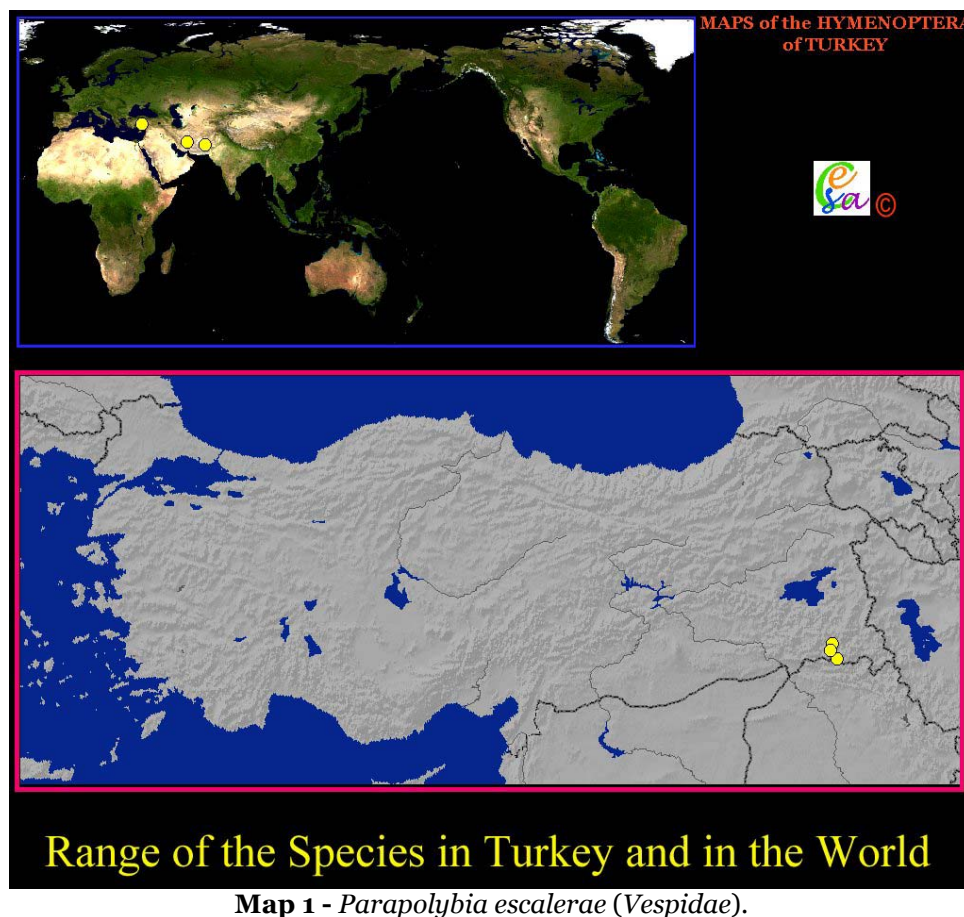 MAPS of the HYMENOPTERA
of TURKEY
esa ©
Range of the Species in Turkey and in the World
Map 1 - Parapolybia escalerae (Vespidae).